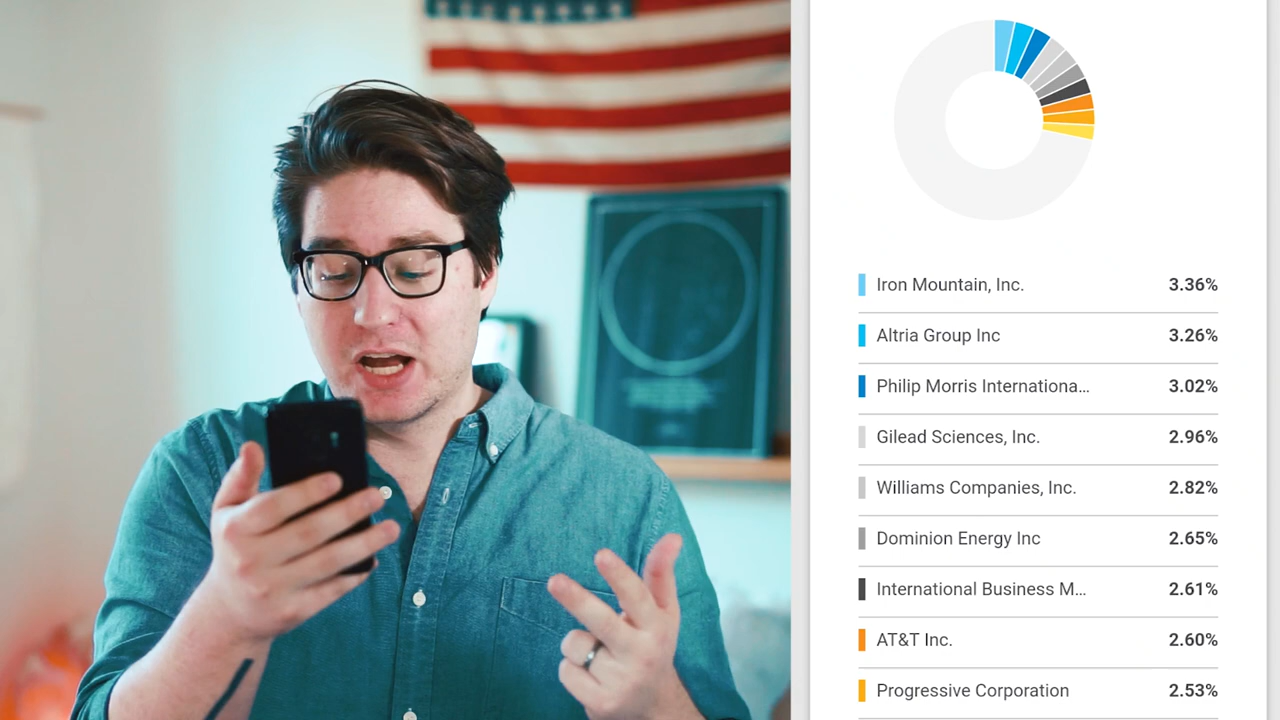 Iron Mountain, Inc. 3.36%
Altria Group Inc 3.26%
Philip Morris Internationa... 3.02%
Gilead Sciences, Inc. 2.96%
Williams Companies, Inc. 2.82%
Dominion Energy Inc 2.65%
International Business M... 2.61%
AT&T Inc. 2.60%
Progressive Corporation 2.53%